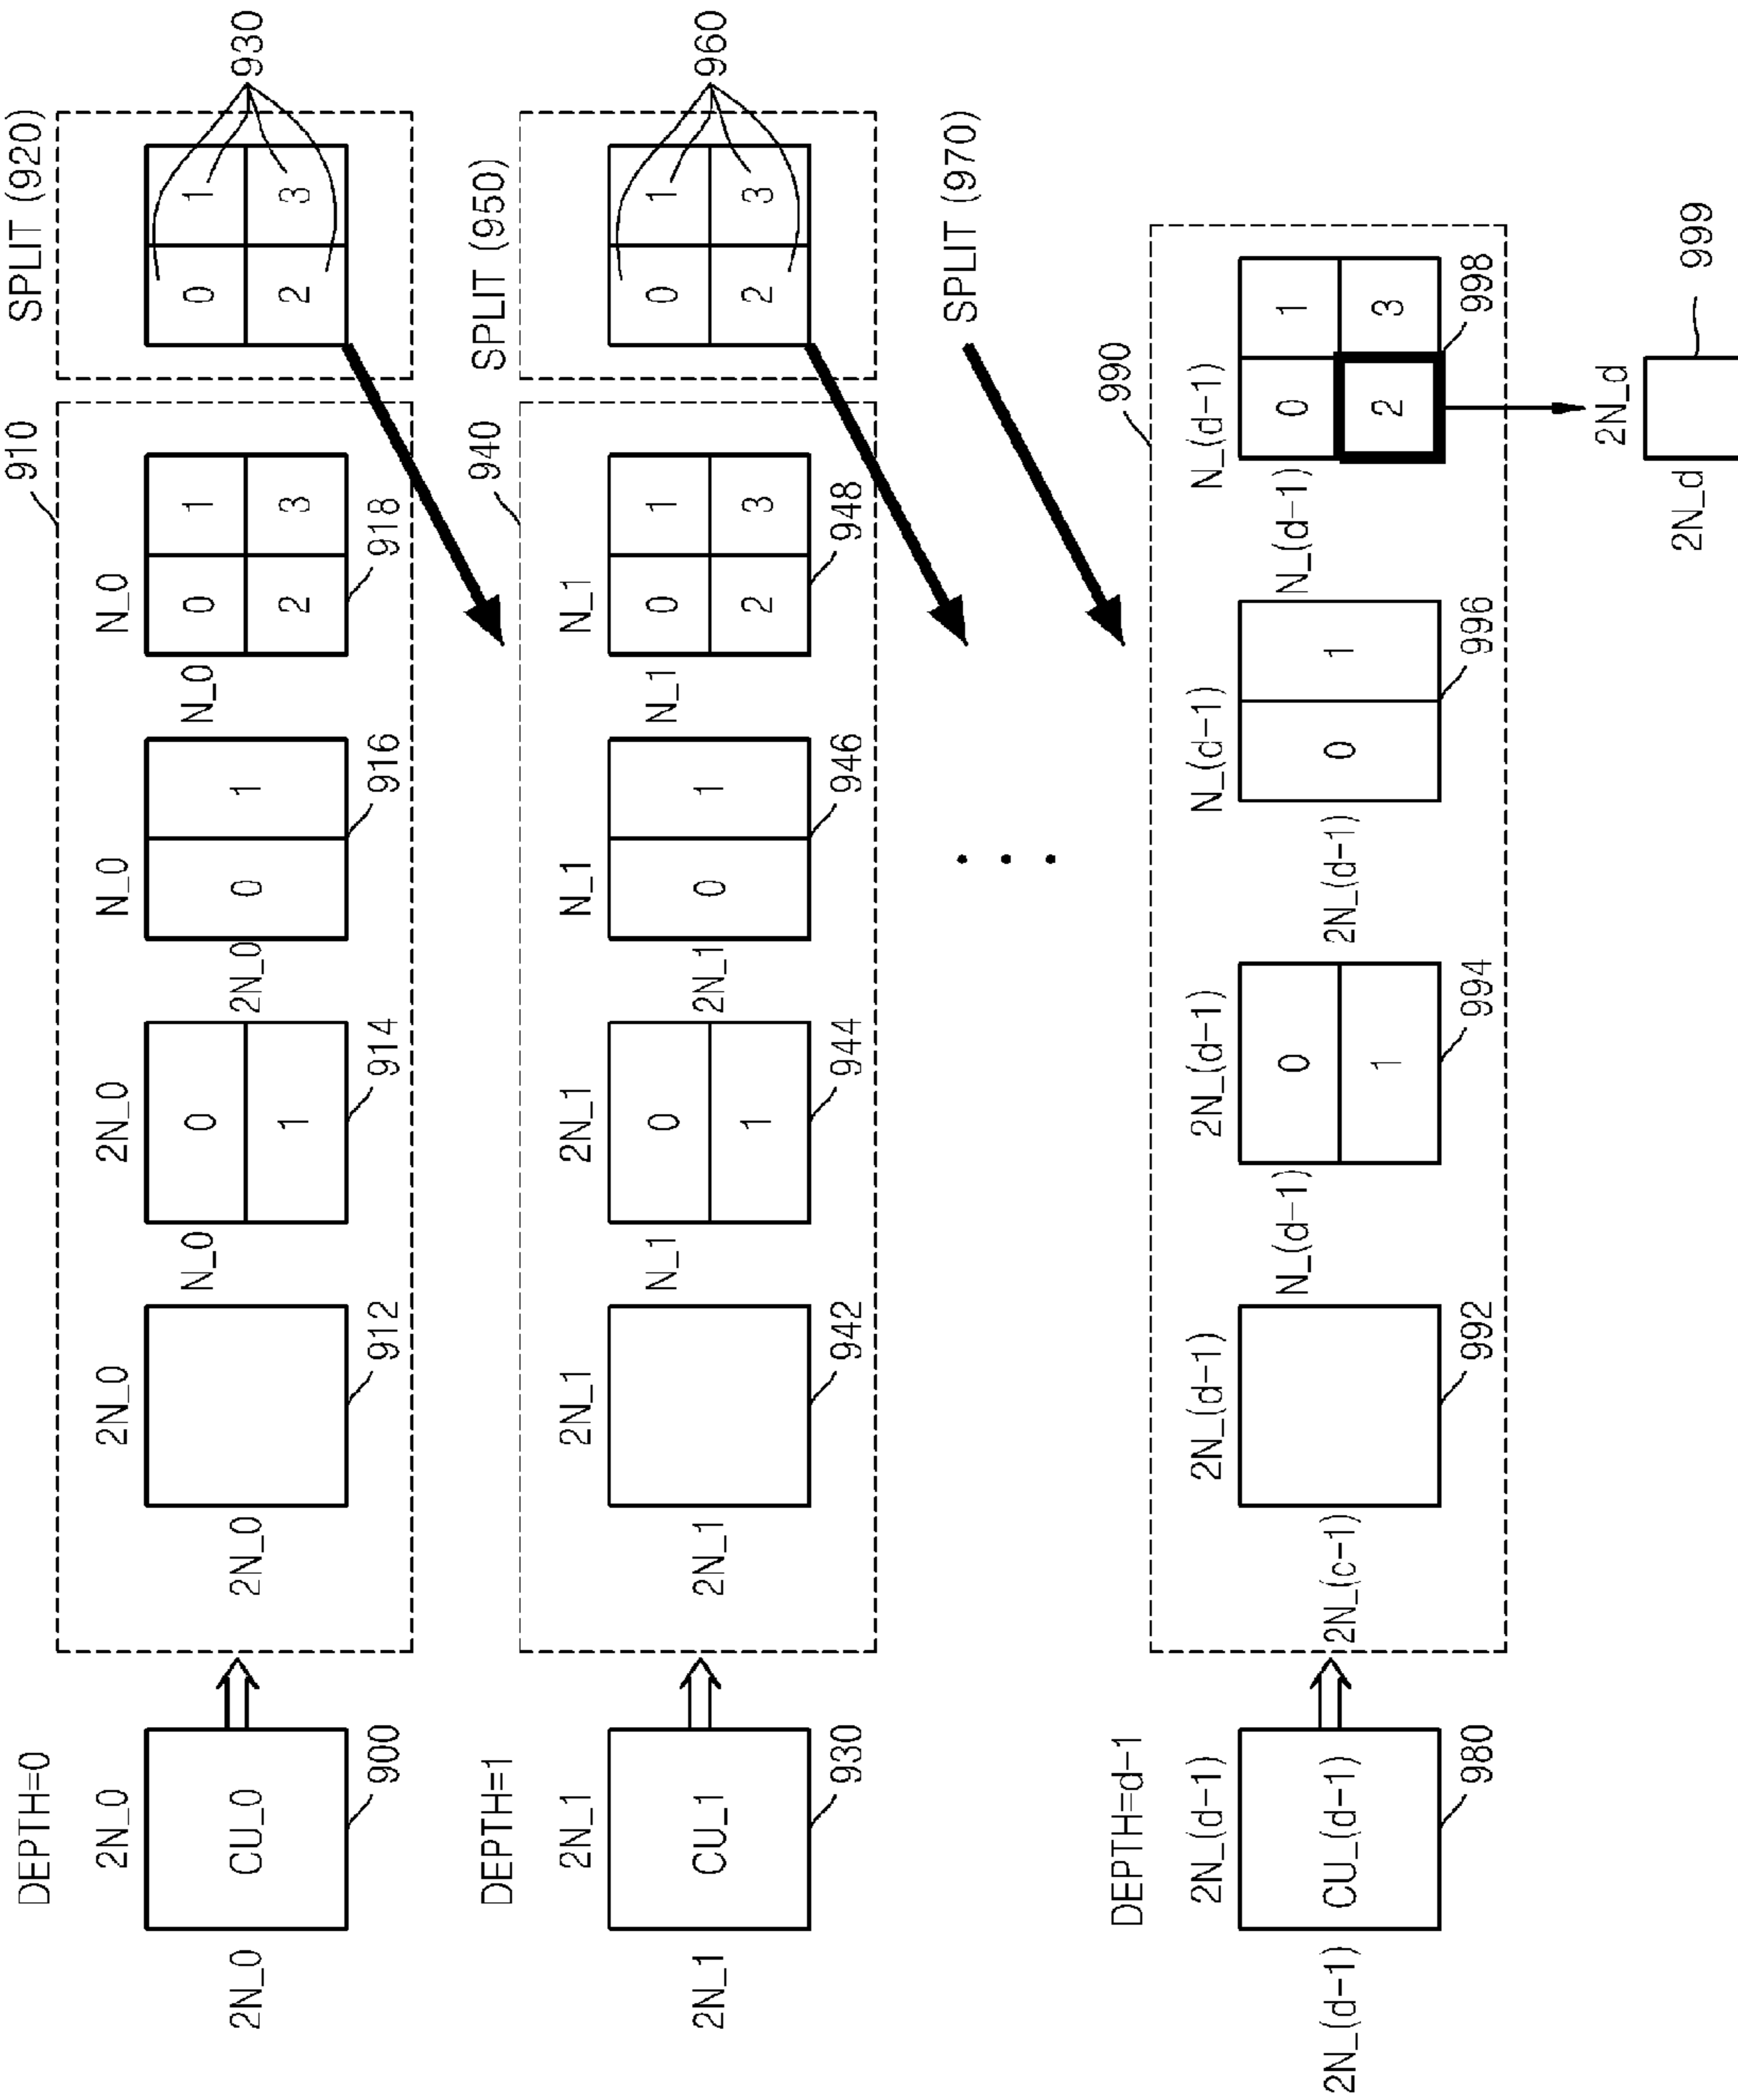 DEPTH=0
2N_0
2N_0
CU_0
900
910
2N_0
2N_0
912
2N_0
N_0
0
1
914
N_0
2N_0
0
1
916
N_0
N_0
0
1
2
3
918
SPLIT (920)
0
1
2
3
930
DEPTH=1
2N_1
2N_1
CU_1
930
940
2N_1
2N_1
942
2N_1
N_1
0
1
944
N_1
2N_1
0
1
946
N_1
N_1
0
1
2
3
948
SPLIT (950)
0
1
2
3
960
SPLIT (970)
DEPTH=d-1
2N_(d-1)
2N_(d-1)
CU_(d-1)
980
990
2N_(d-1)
2N_(c-1)
992
2N_(d-1)
N_(d-1)
0
1
994
N_(d-1)
2N_(d-1)
0
1
996
N_(d-1)
N_(d-1)
0
1
2
3
998
2N_d
2N_d
999